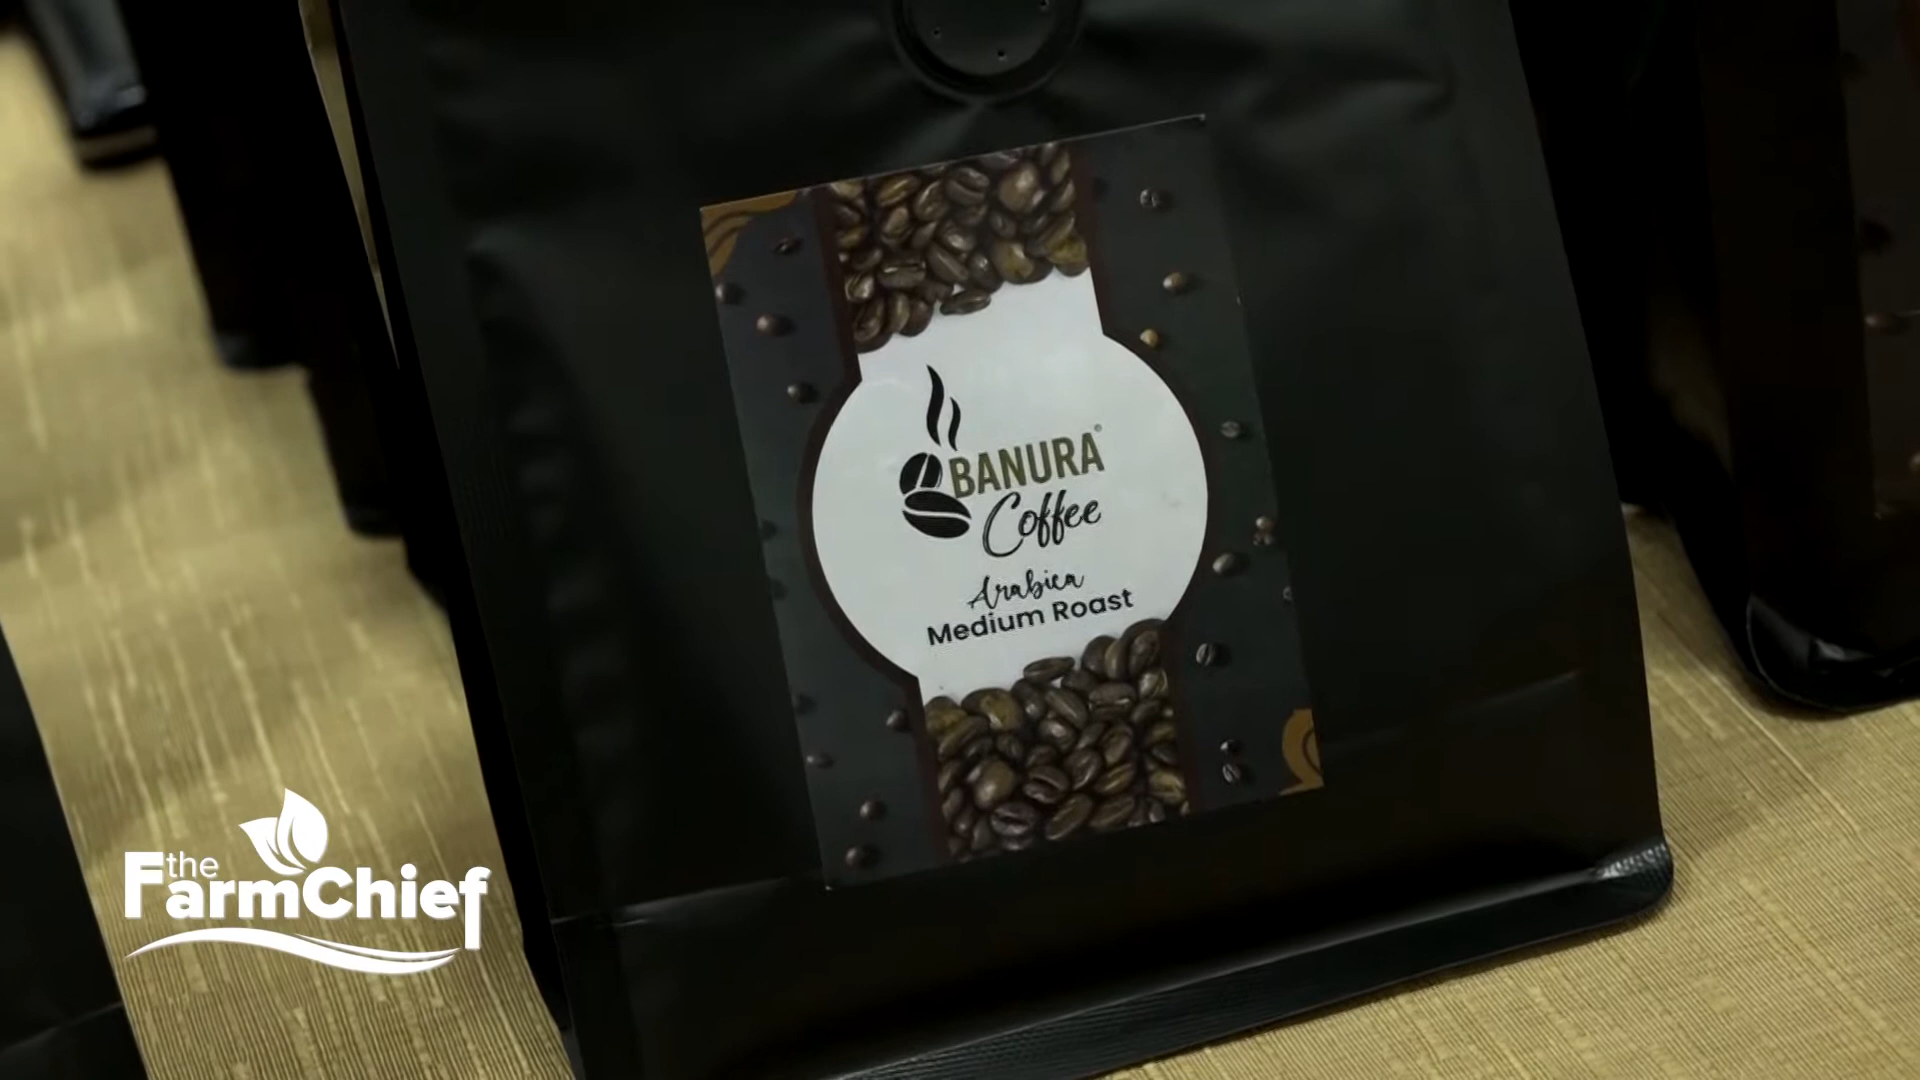 BANURA®
Coffee
Arabica
Medium Roast
the
FarmChief